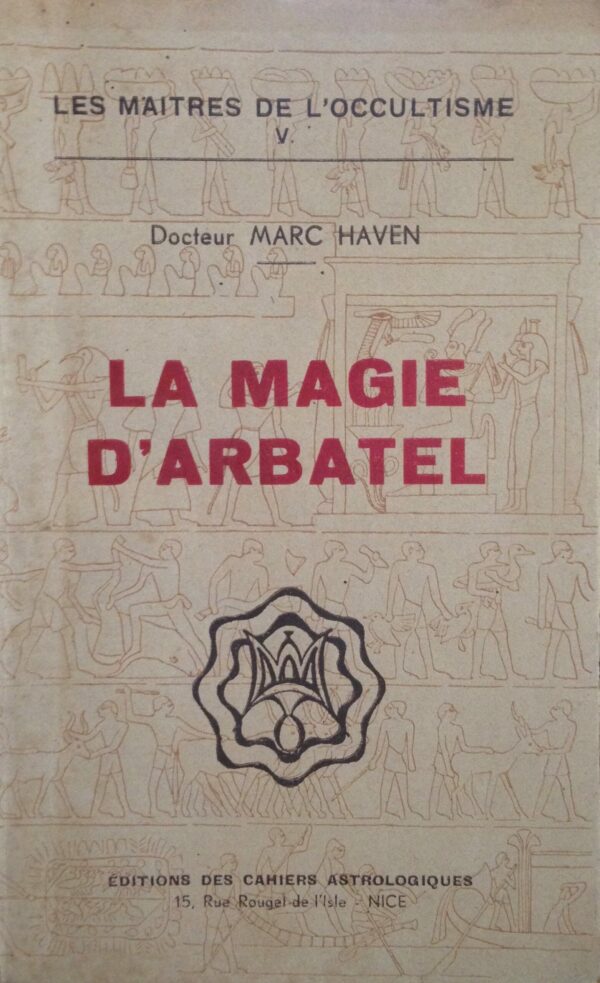 LES MAITRES DE L'OCCULTISME
V.
Docteur MARC HAVEN
LA MAGIE
D'ARBATEL
ÉDITIONS DES CAHIERS ASTROLOGIQUES
15, Rue Rouget-de-l'Isle - NICE